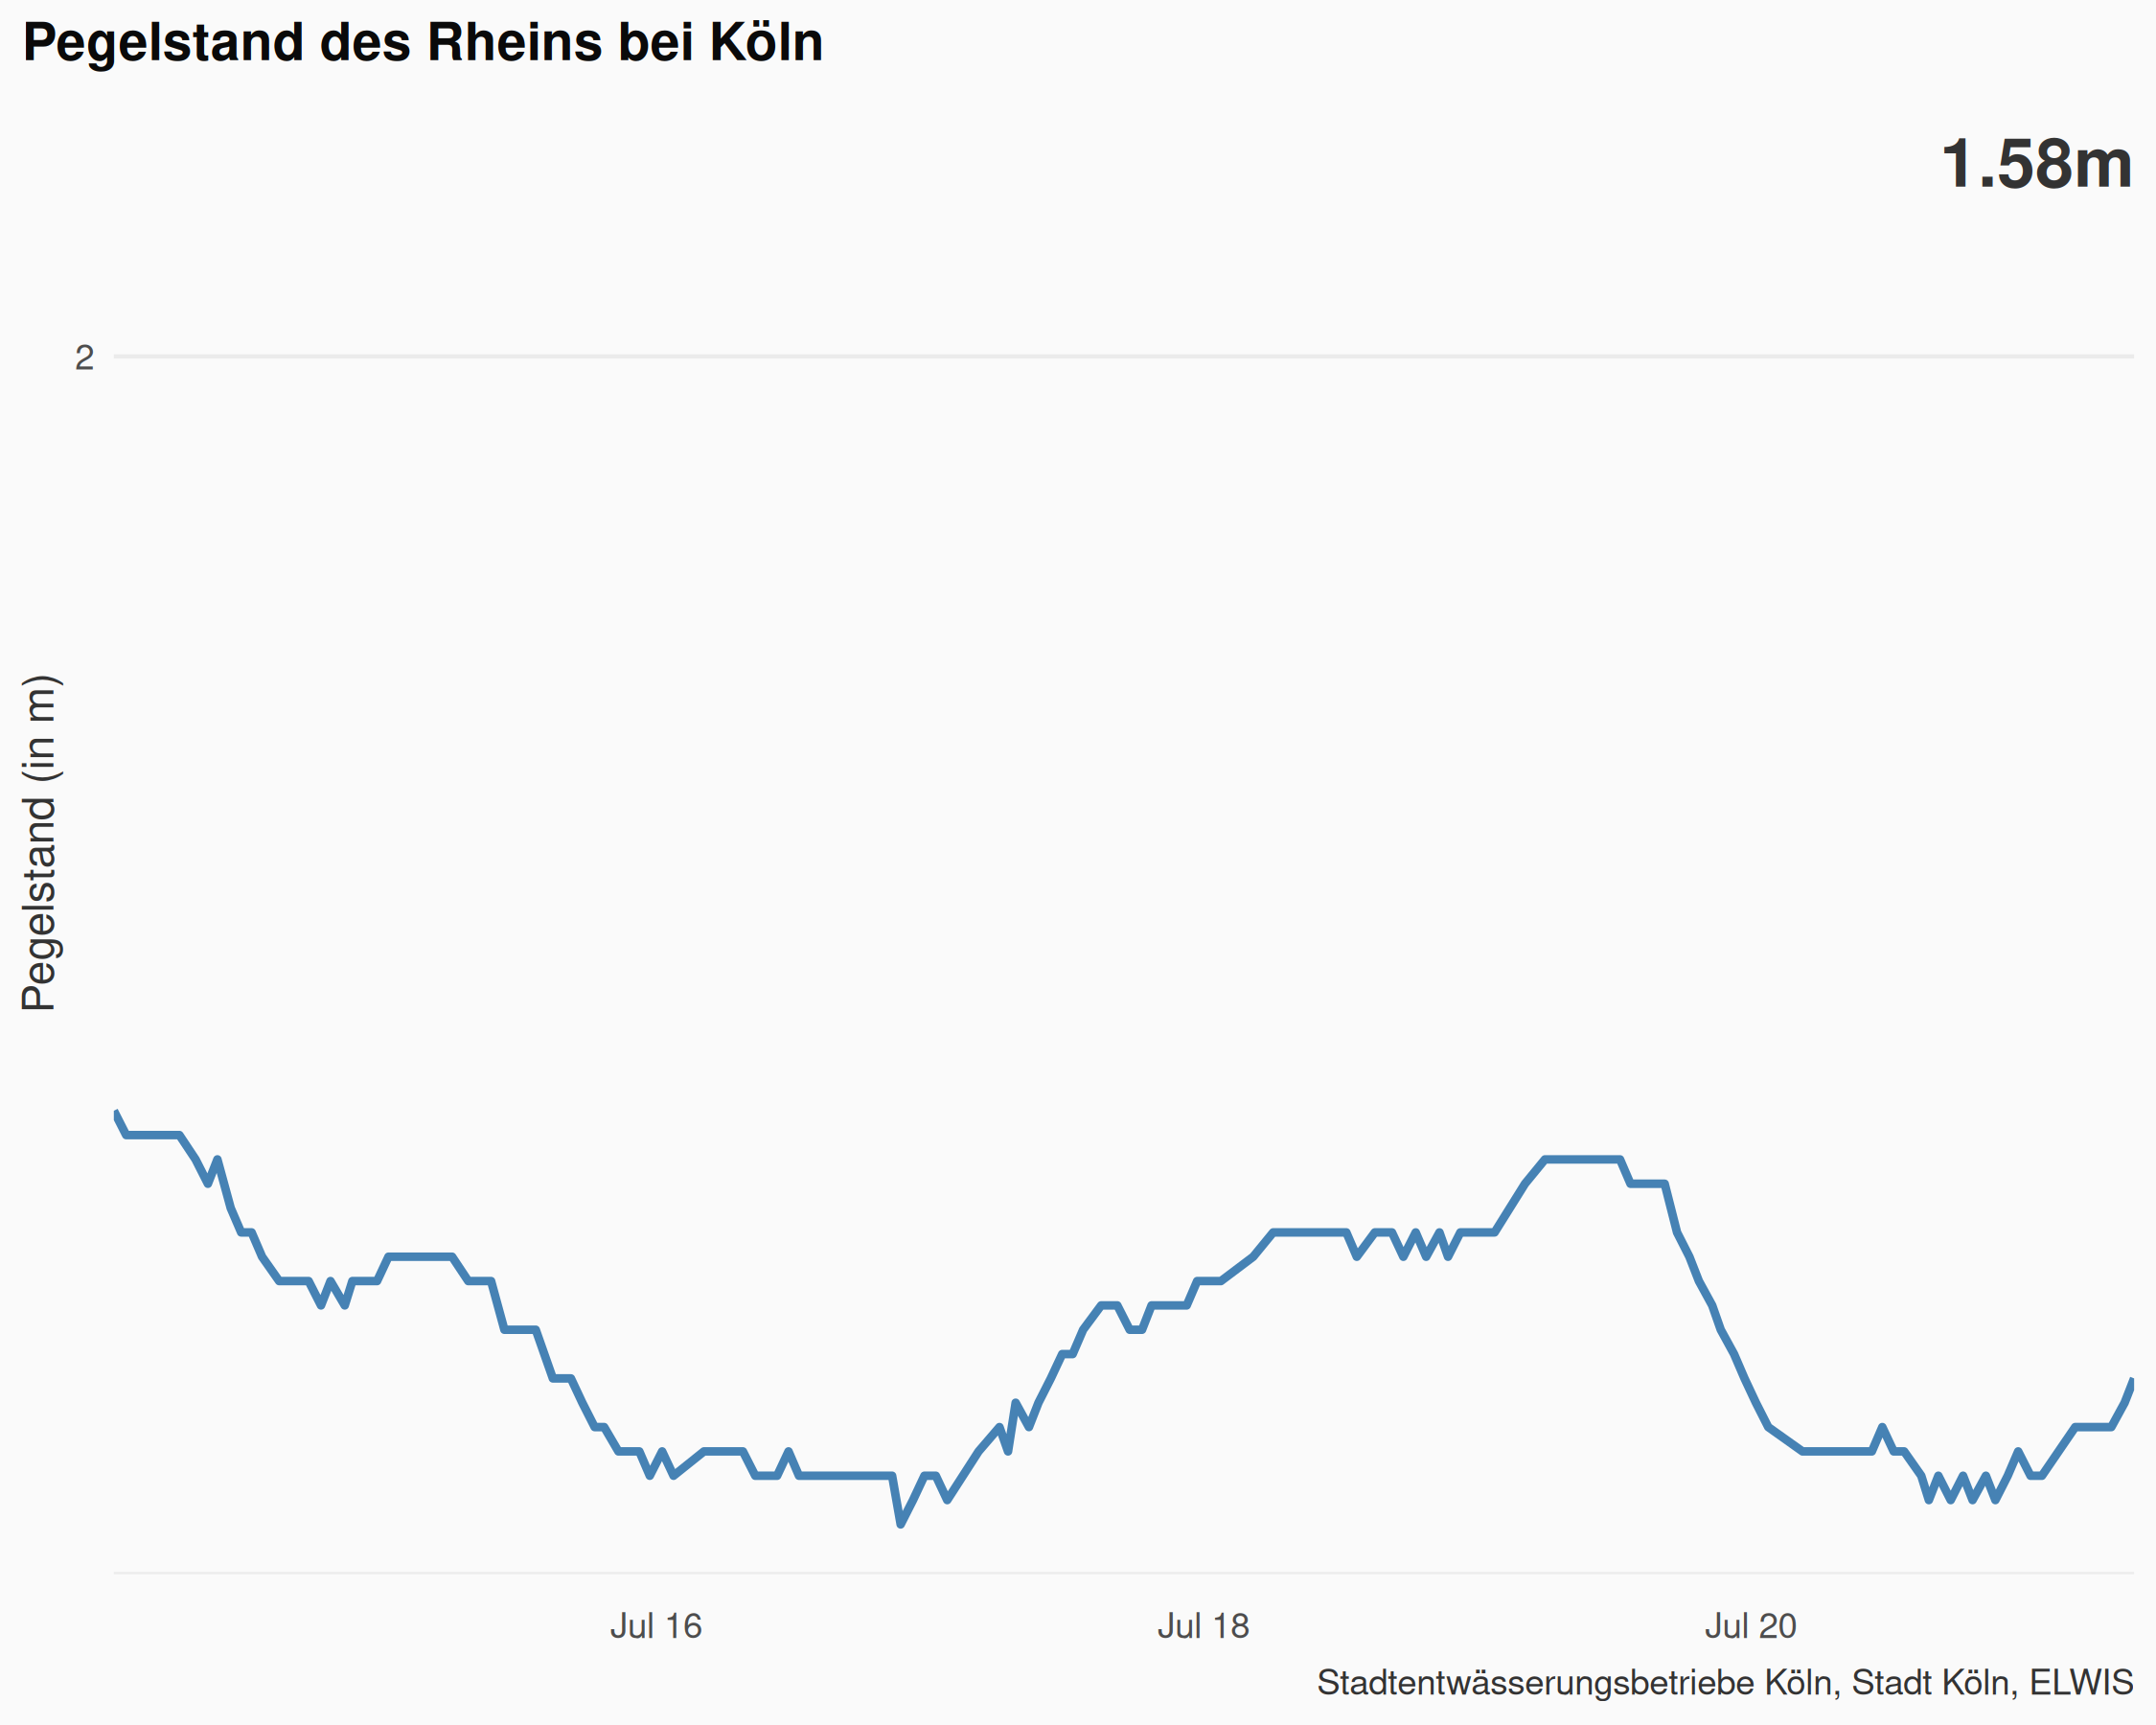 Pegelstand des Rheins bei Köln
1.58m
2
Pegelstand (in m)
Jul 16
Jul 18
Jul 20
Stadtentwässerungsbetriebe Köln, Stadt Köln, ELWIS